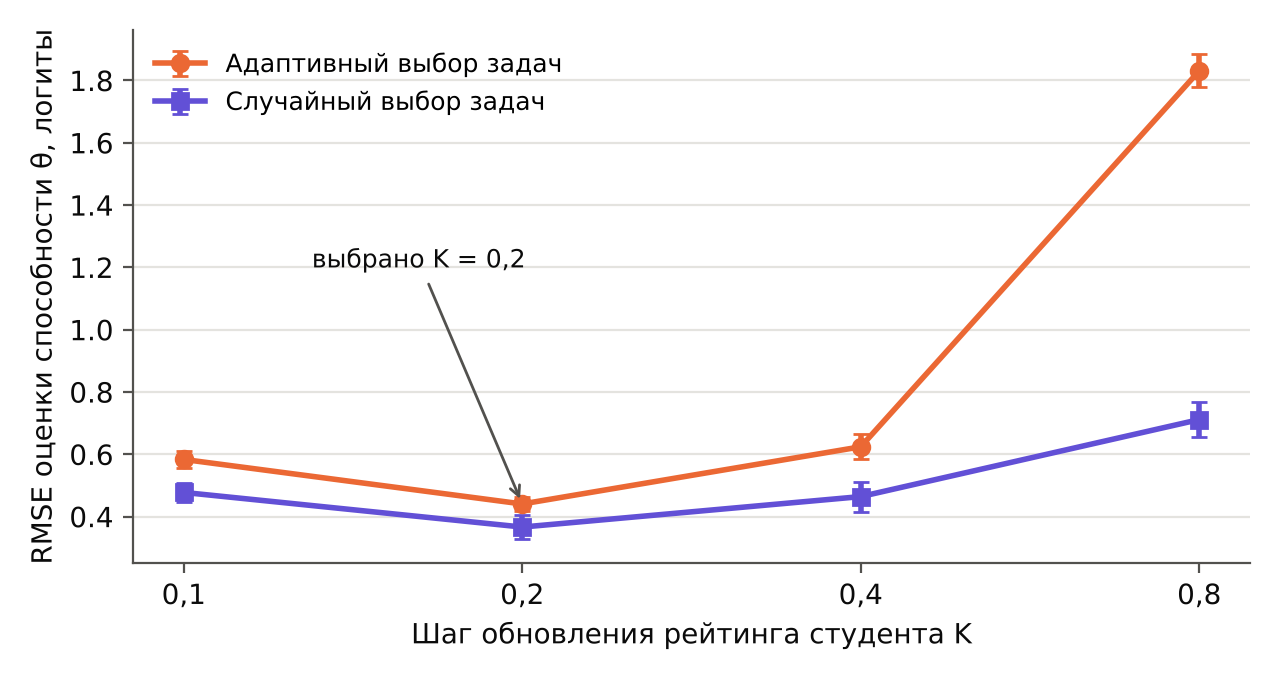 Адаптивный выбор задач
Случайный выбор задач
выбрано K = 0,2
RMSE оценки способности θ, логиты
1.8
1.6
1.4
1.2
1.0
0.8
0.6
0.4
0,1
0,2
0,4
0,8
Шаг обновления рейтинга студента K